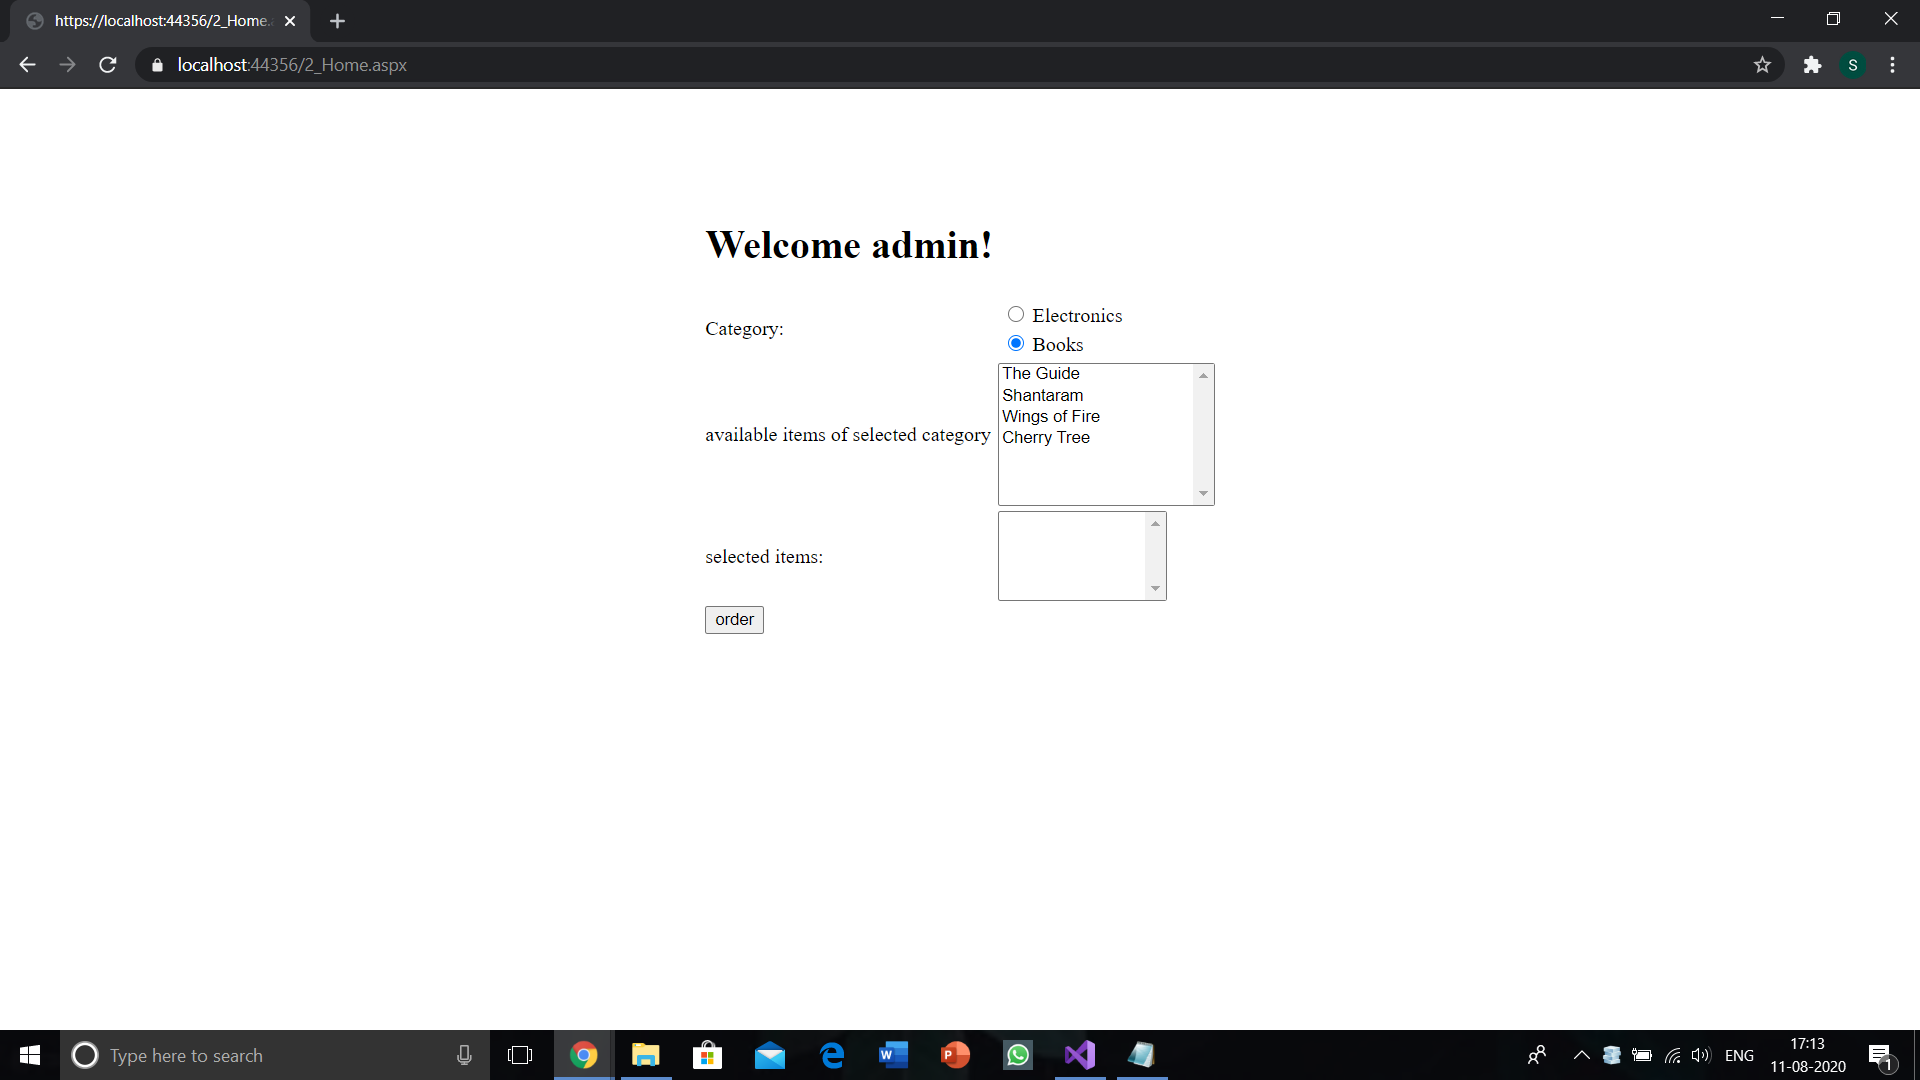 https://localhost:44356/2_Home.
localhost:44356/2_Home.aspx
S
Welcome admin!
Category:
Electronics
Books
available items of selected category
The Guide
Shantaram
Wings of Fire
Cherry Tree
selected items:
order
Type here to search
W
P
ENG
17:13
11-08-2020
1